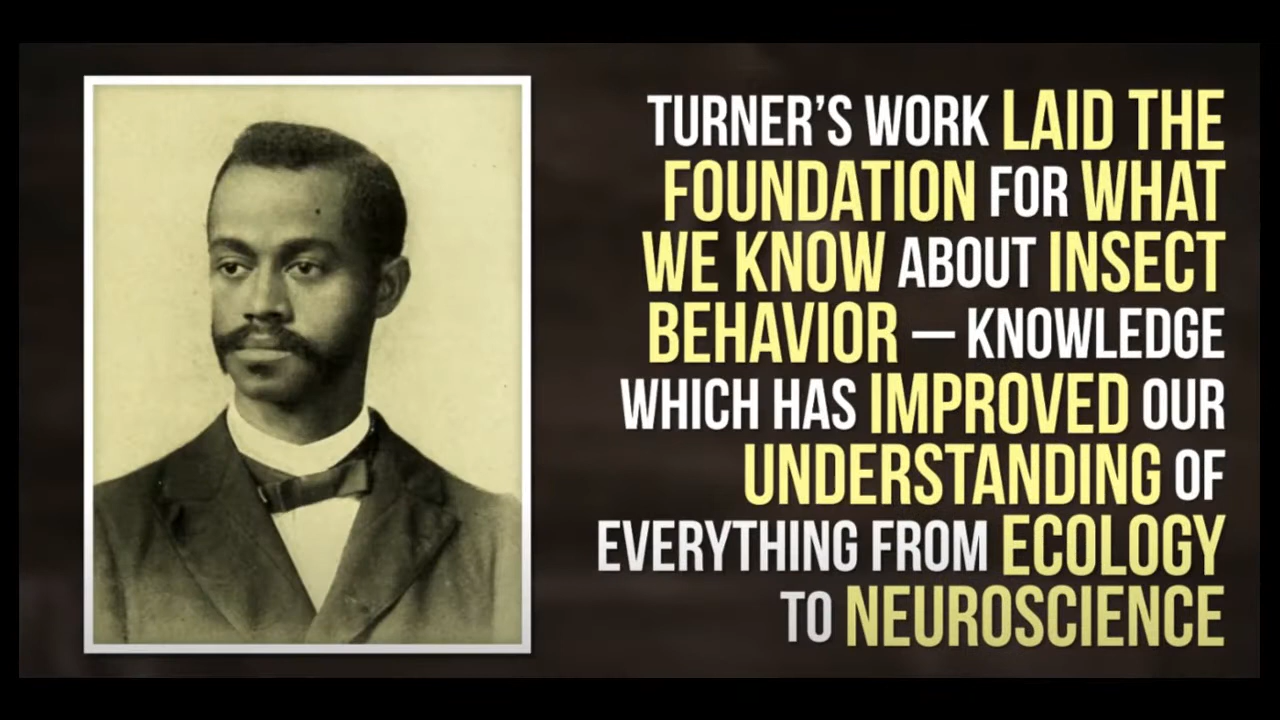 TURNER'S WORK LAID THE
FOUNDATION FOR WHAT
WE KNOW ABOUT INSECT
BEHAVIOR – KNOWLEDGE
WHICH HAS IMPROVED OUR
UNDERSTANDING OF
EVERYTHING FROM ECOLOGY
TO NEUROSCIENCE